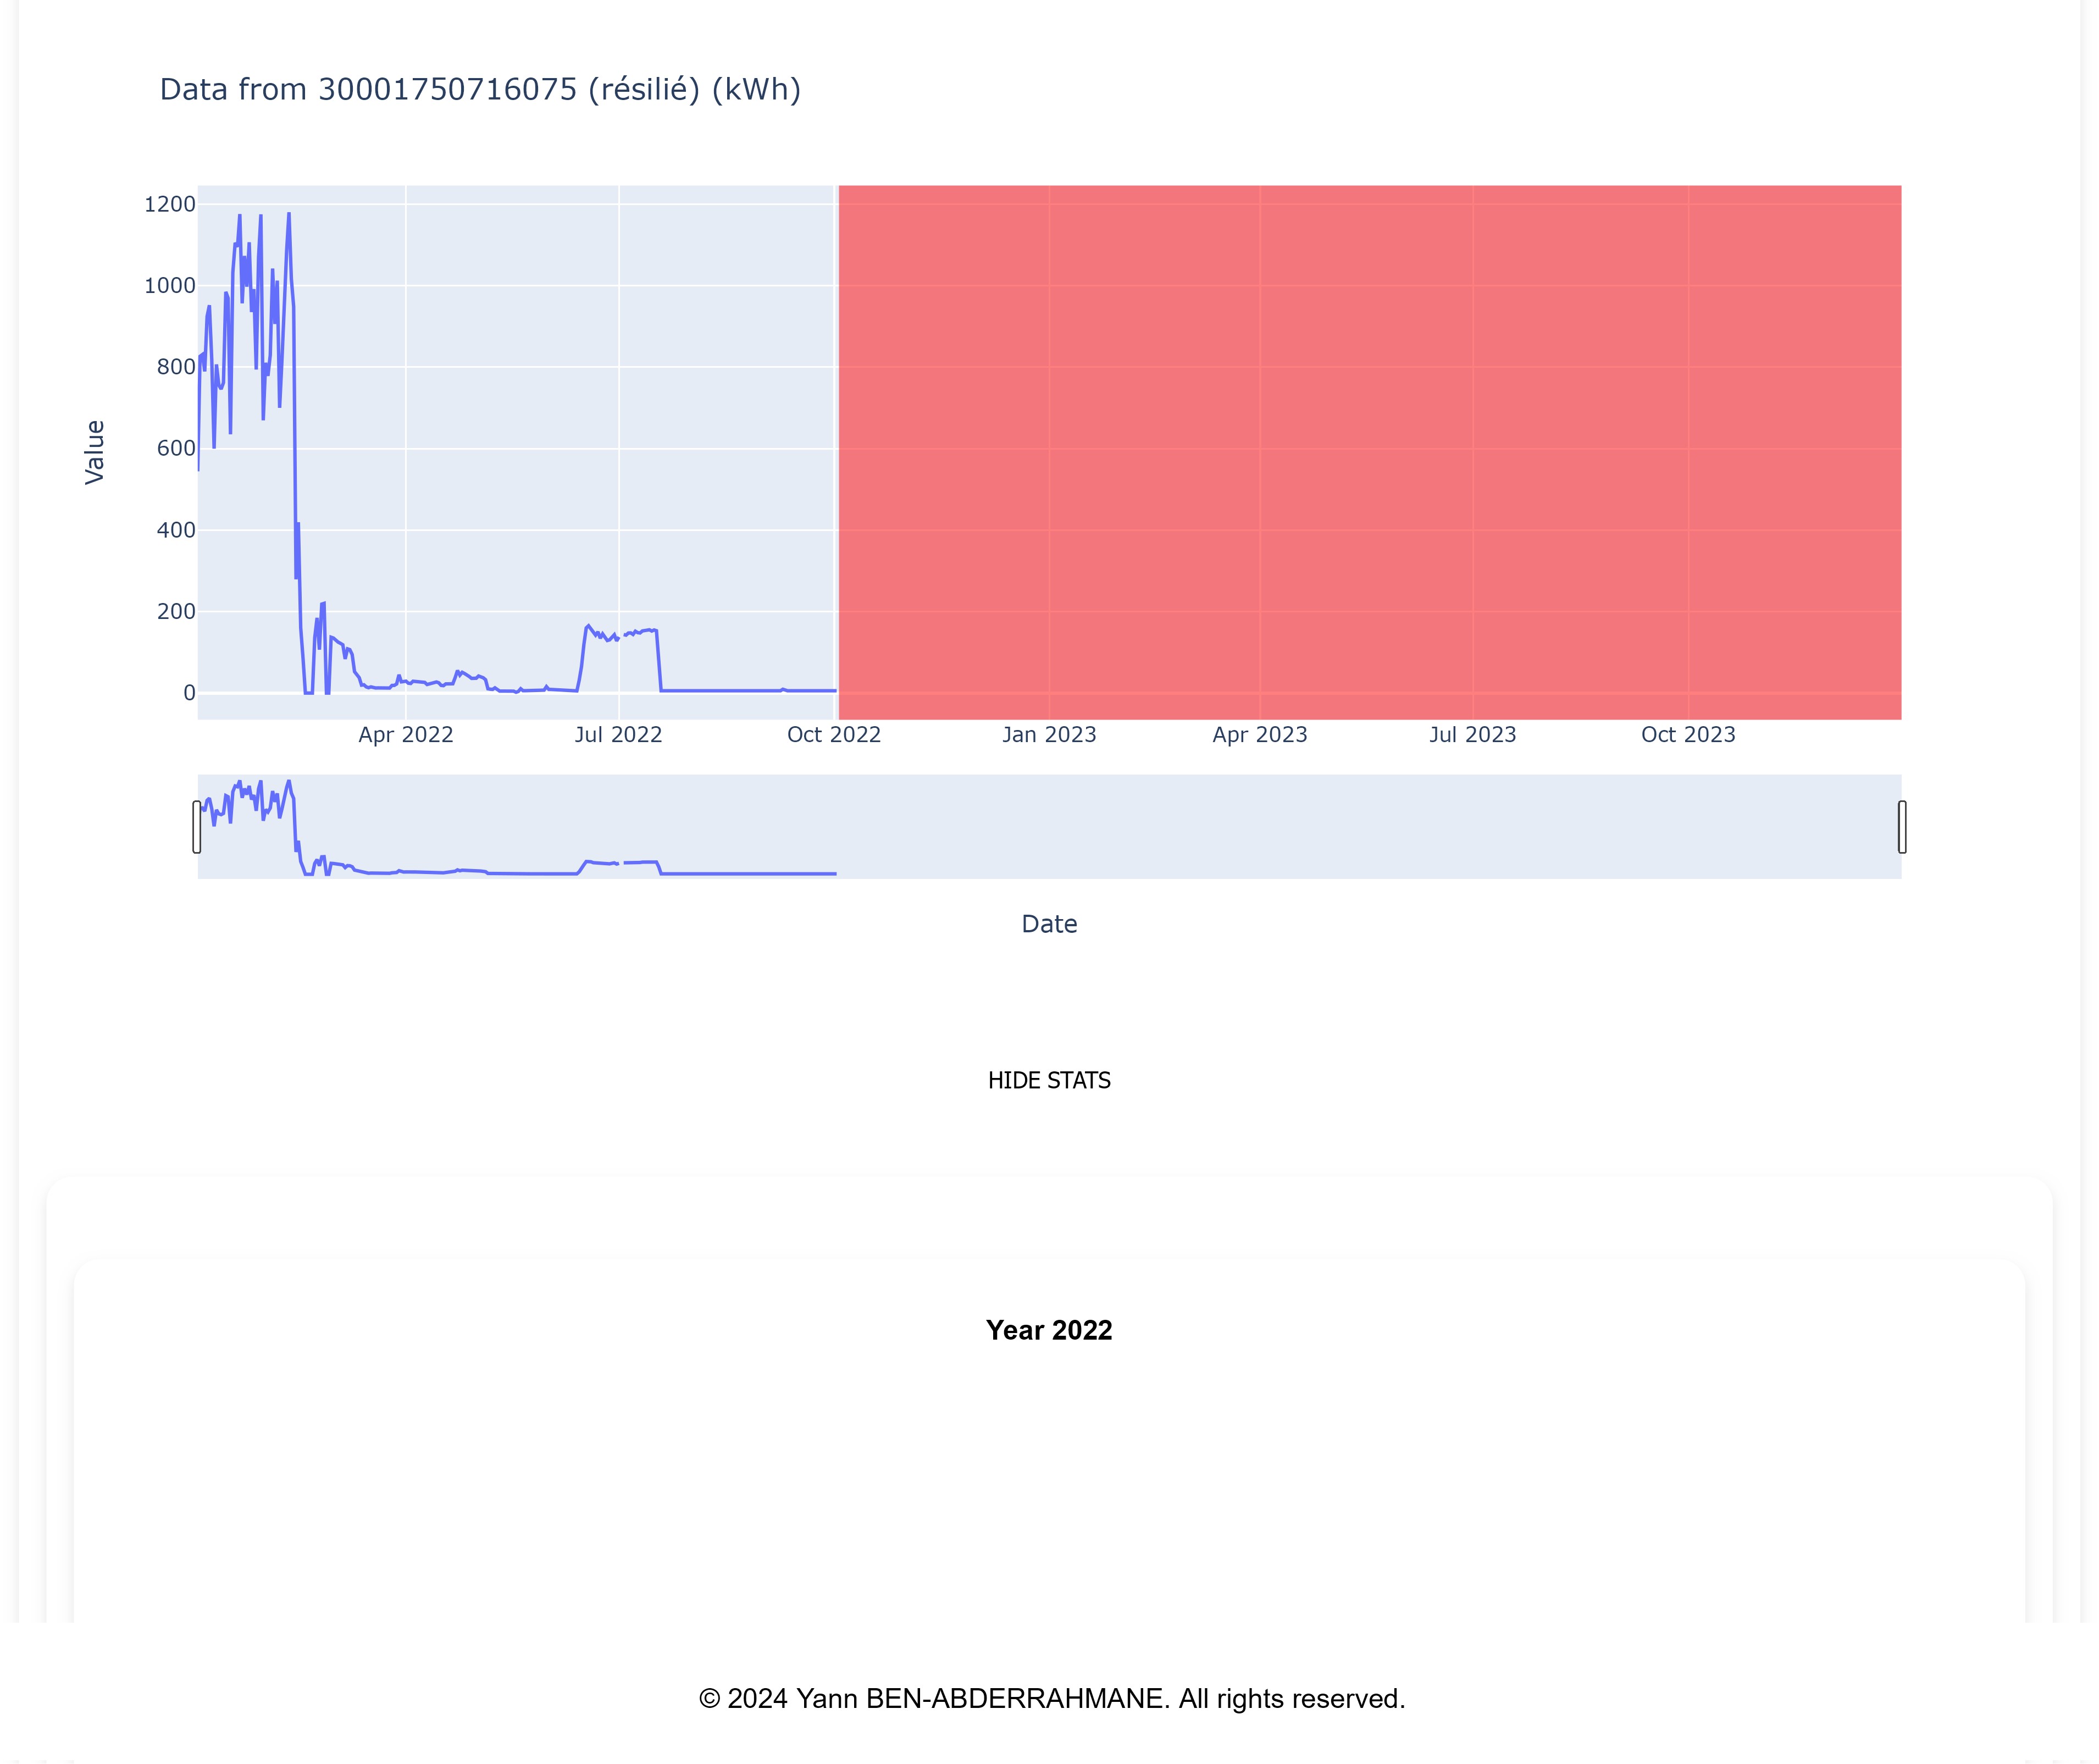 Data from 30001750716075 (résilié) (kWh)
1200
1000
800
600
400
200
0
Value
Apr 2022 Jul 2022 Oct 2022 Jan 2023 Apr 2023 Jul 2023 Oct 2023
Date
HIDE STATS
Year 2022
© 2024 Yann BEN-ABDERRAHMANE. All rights reserved.